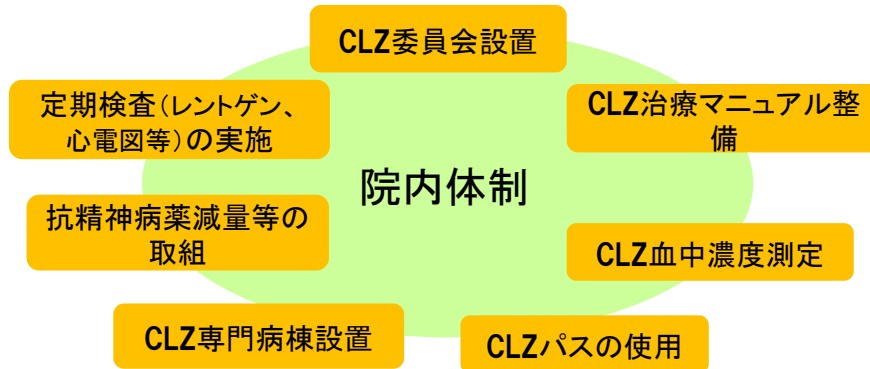 CLZ委員会設置
定期検査（レントゲン、
心電図等）の実施
CLZ治療マニュアル整
備
院内体制
抗精神病薬減量等の
取組
CLZ血中濃度測定
CLZ専門病棟設置
CLZパスの使用